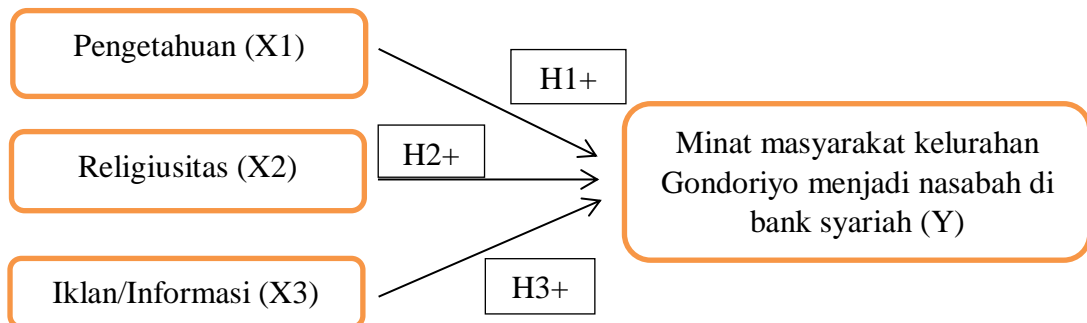 Pengetahuan (X1)
H1+
Religiusitas (X2)
H2+
Minat masyarakat kelurahan
Gondoriyo menjadi nasabah di
bank syariah (Y)
Iklan/Informasi (X3)
H3+